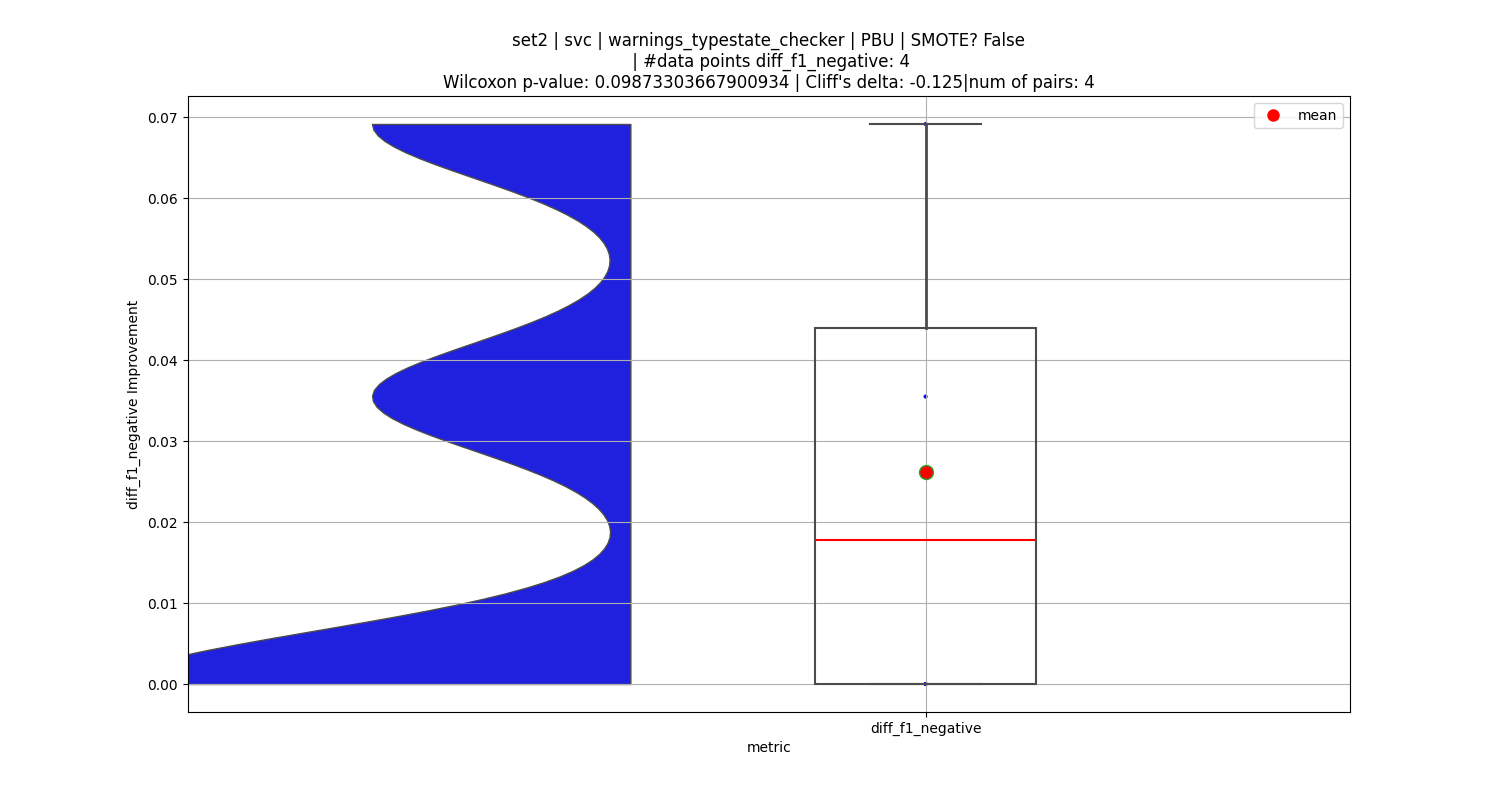 set2 | svc | warnings_typestate_checker | PBU | SMOTE? False
| #data points diff_f1_negative: 4
Wilcoxon p-value: 0.09873303667900934 | Cliff's delta: -0.125|num of pairs: 4
mean
0.07
0.06
0.05
0.04
0.03
0.02
0.01
0.00
diff_f1_negative Improvement
diff_f1_negative
metric